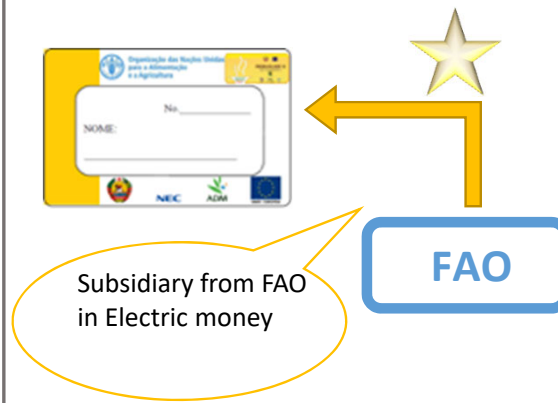 Organização das Nações Unidas
para a Alimentação
e a Agricultura
No.
NOME:
NEC
ADM
FAO
Subsidiary from FAO
in Electric money